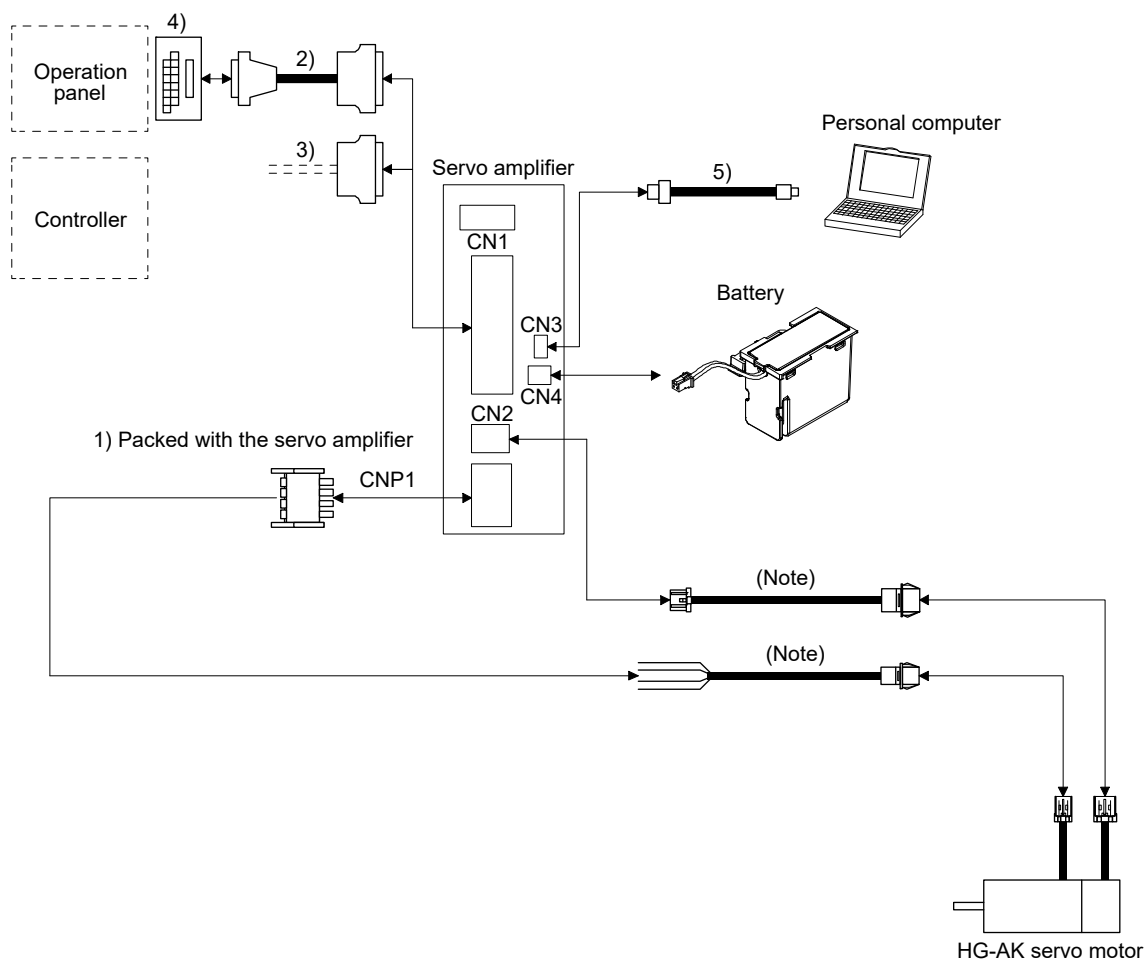 4)
Operation
panel
2)
3)
Controller
Servo amplifier
CN1
CN3
CN4
CN2
Personal computer
5)
Battery
1) Packed with the servo amplifier
CNP1
(Note)
(Note)
HG-AK servo motor